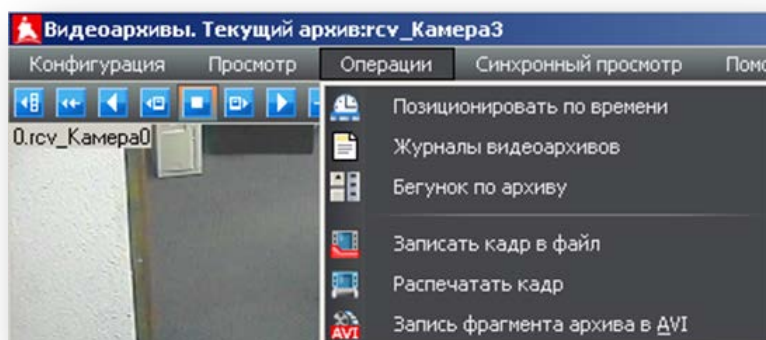 Видеоархивы. Текущий архив:rcv_Камера3
Конфигурация Просмотр Операции Синхронный просмотр
0.rcv_Камера0
Позиционировать по времени
Журналы видеоархивов
Бегунок по архиву
Записать кадр в файл
Распечатать кадр
AVI Запись фрагмента архива в AVI